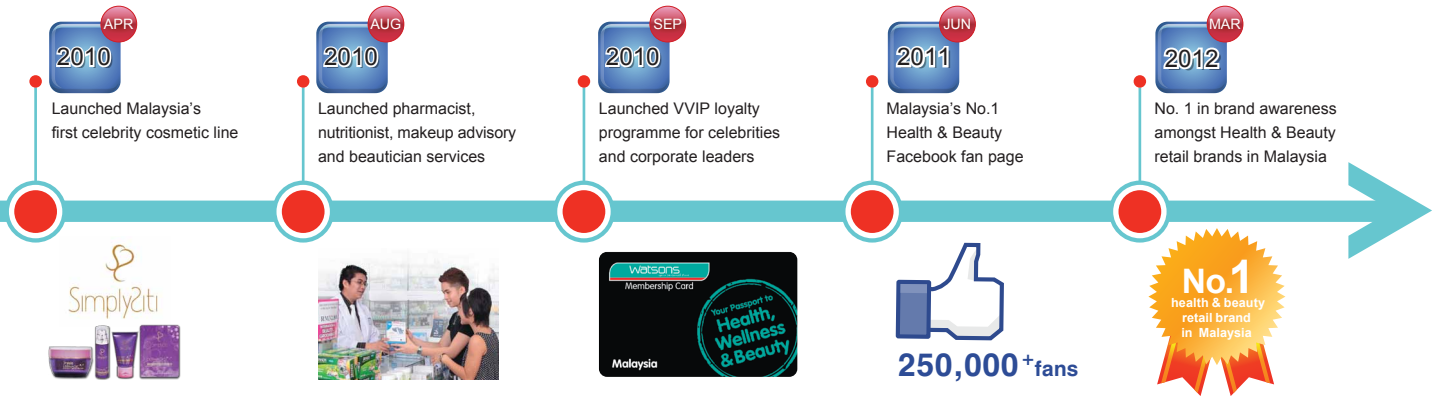 APR
2010
Launched Malaysia's
first celebrity cosmetic line
SimplySiti
AUG
2010
Launched pharmacist,
nutritionist, makeup advisory
and beautician services
SEP
2010
Launched VVIP loyalty
programme for celebrities
and corporate leaders
watsons
Membership Card
Your Passport to
Health,
Wellness
& Beauty
Malaysia
JUN
2011
Malaysia's No.1
Health & Beauty
Facebook fan page
250,000+fans
MAR
2012
No. 1 in brand awareness
amongst Health & Beauty
retail brands in Malaysia
No.1
health & beauty
retail brand
in Malaysia